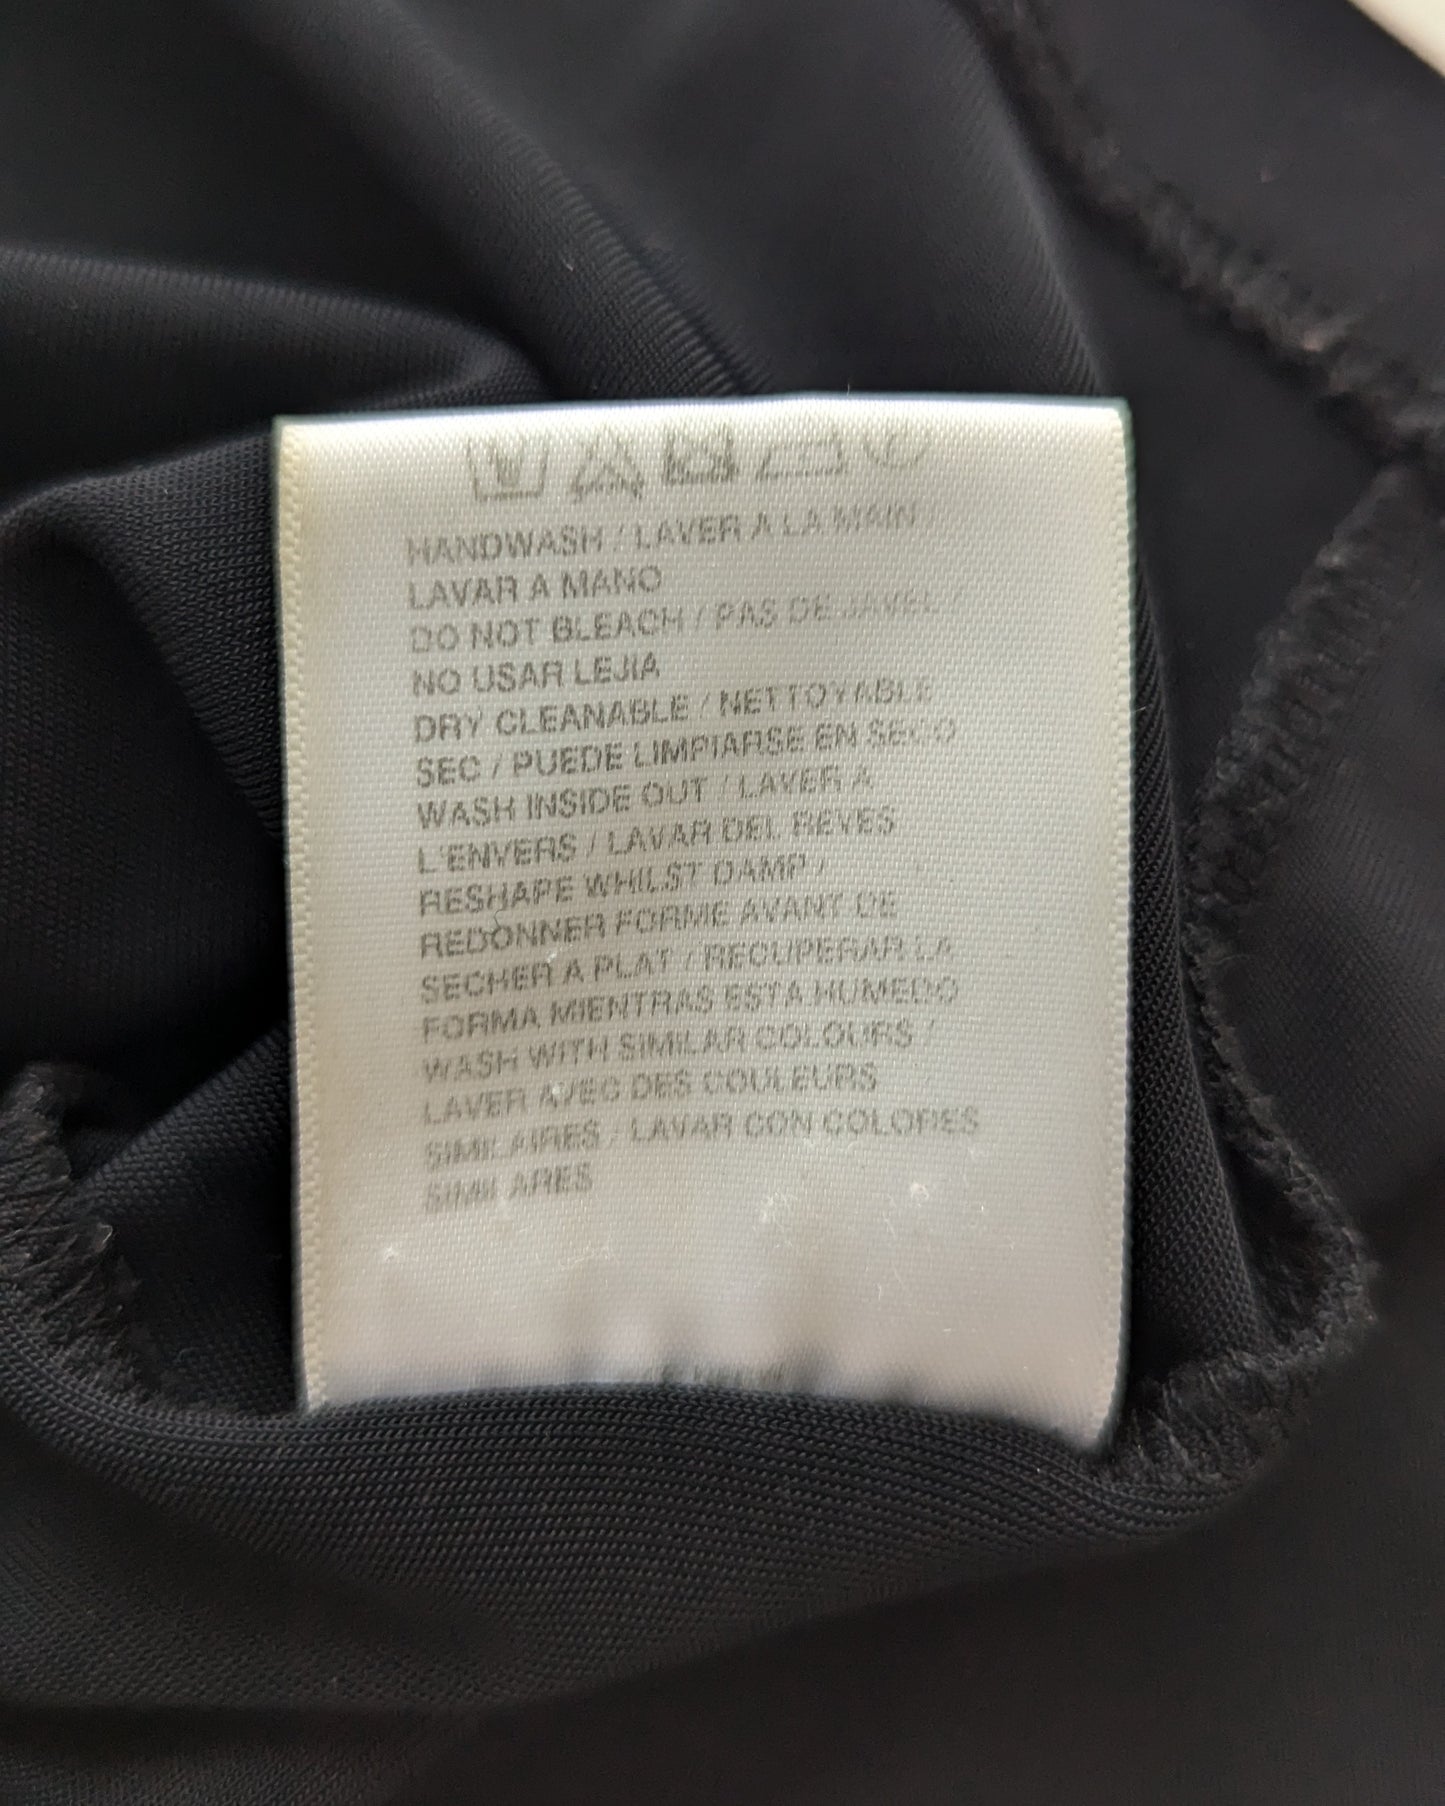 HANDWASH / LAVER A LA MAIN
LAVAR A MANO
DO NOT BLEACH / PAS DE JAVEL /
NO USAR LEJIA
DRY CLEANABLE / NETTOYABLE
SEC / PUEDE LIMPIARSE EN SECO
WASH INSIDE OUT / LAVER A
L'ENVERS / LAVAR DEL REVES
RESHAPE WHILST DAMP /
REDONNER FORME AVANT DE
SECHER A PLAT / RECUPERAR LA
FORMA MIENTRAS ESTA HUMEDO
WASH WITH SIMILAR COLOURS /
LAVER AVEC DES COULEURS
SIMILAIRES / LAVAR CON COLORES
SIMILARES